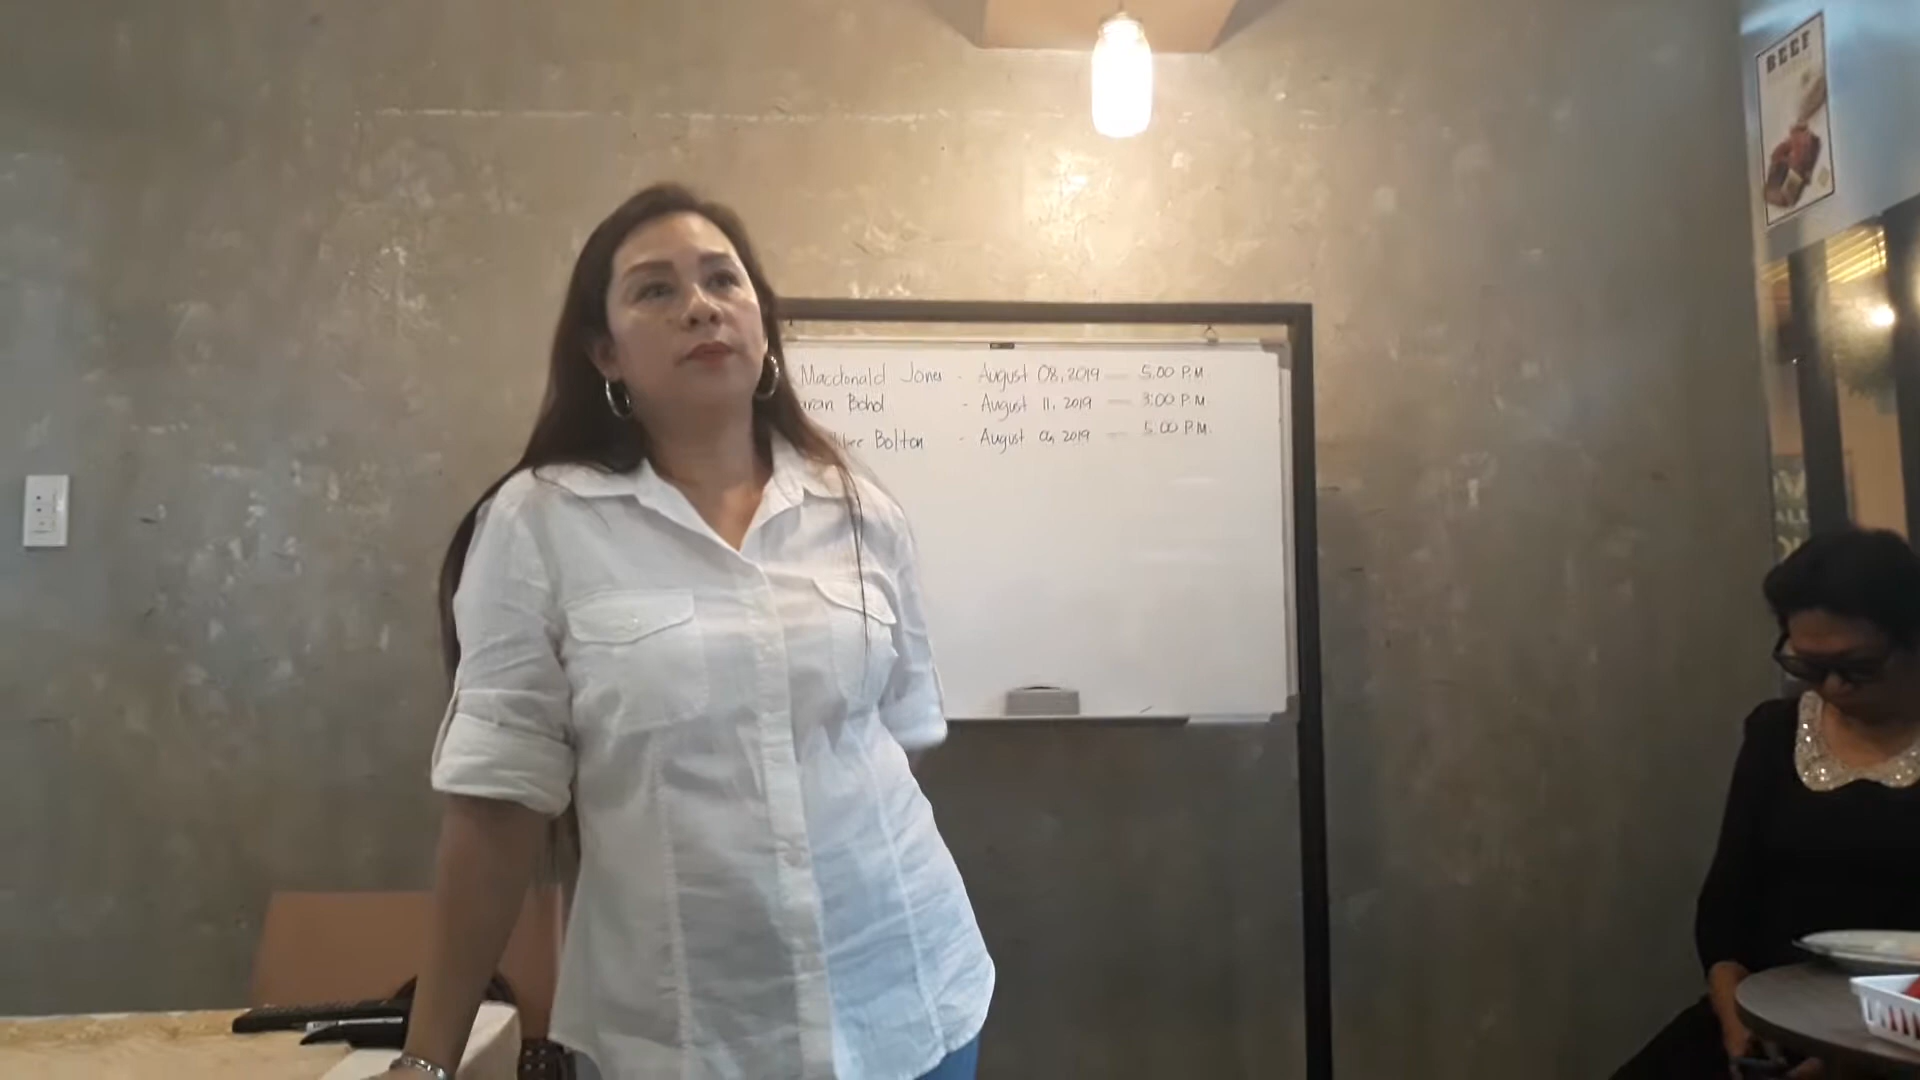 BEEF
Macdonald Jones - August 08, 2019 — 5:00 P.M.
Bohol - August 11, 2019 — 3:00 P.M.
Bolton - August 2019 — 5:00 P.M.